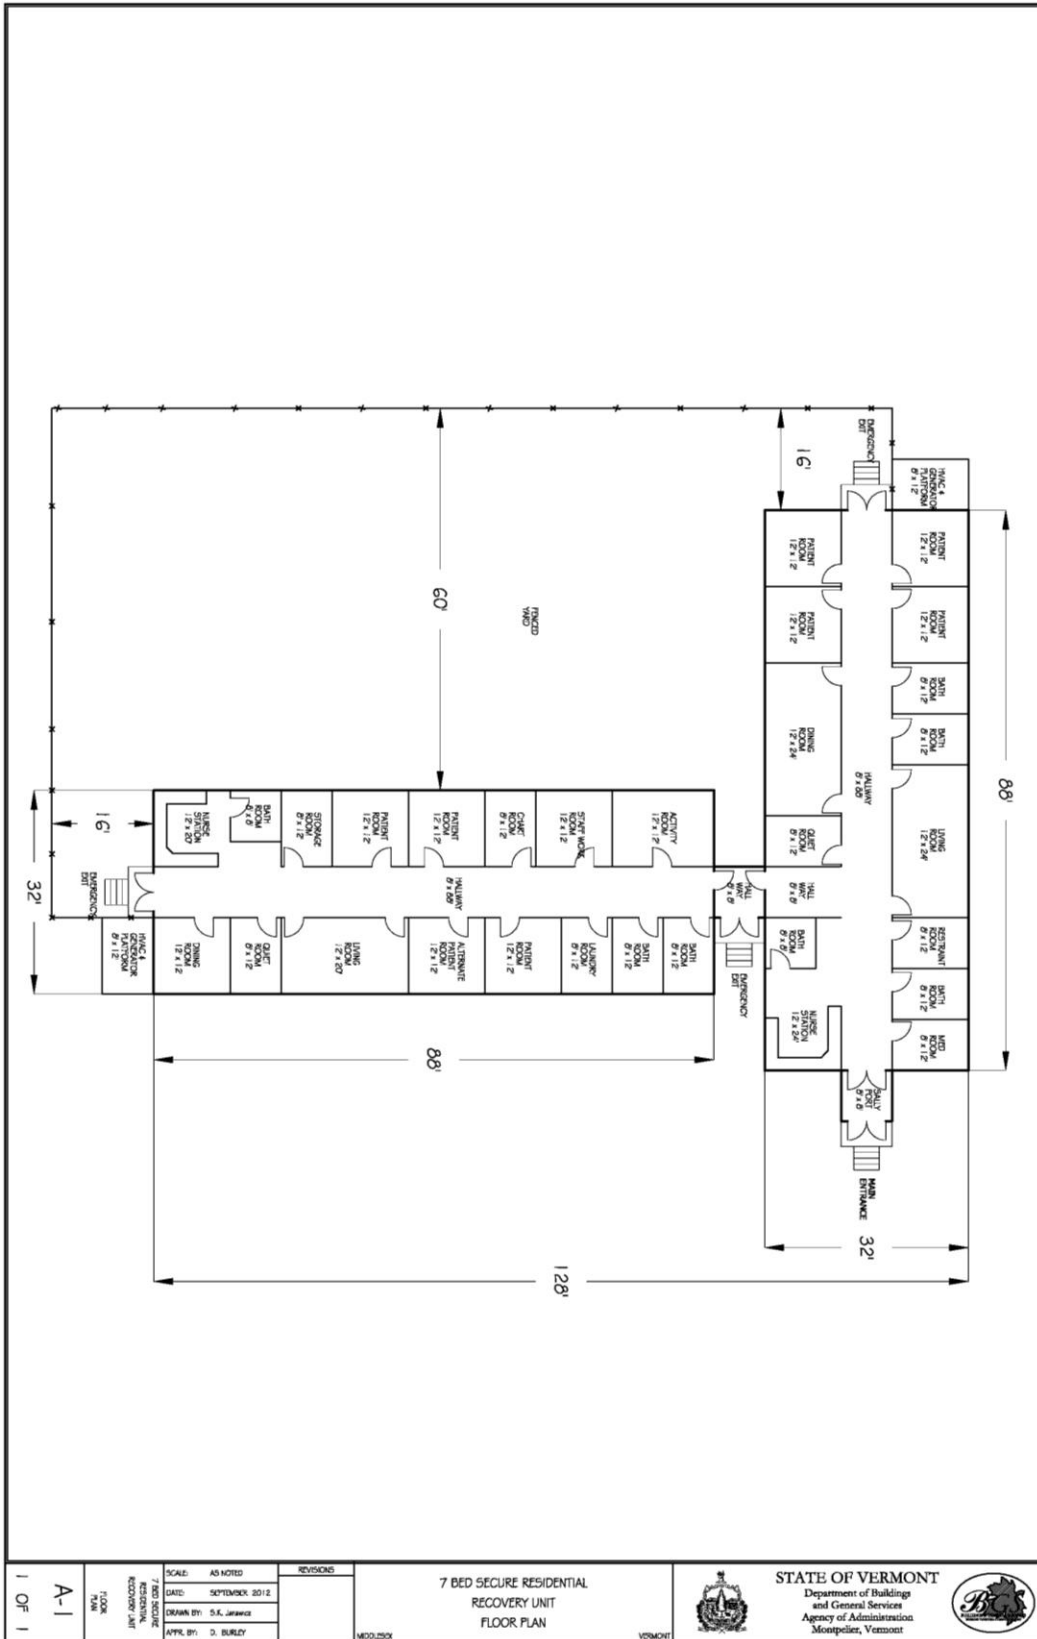 EMERGENCY
EXIT
HVAC &
GENERATOR
PLATFORM
8' x 12'
16'
PATIENT
ROOM
12' x 12'
PATIENT
ROOM
12' x 12'
PATIENT
ROOM
12' x 12'
PATIENT
ROOM
12' x 12'
60'
FENCED
YARD
BATH
ROOM
8' x 12'
DINING
ROOM
12' x 24'
BATH
ROOM
8' x 12'
HALLWAY
8' x 88'
88'
QUIET
ROOM
8' x 12'
LIVING
ROOM
12' x 24'
16'
32'
NURSE
STATION
12' x 20'
BATH
ROOM
8' x 8'
STORAGE
ROOM
8' x 12'
PATIENT
ROOM
12' x 12'
PATIENT
ROOM
12' x 12'
CHART
ROOM
8' x 12'
STAFF WORK
ROOM
12' x 12'
ACTIVITY
ROOM
12' x 12'
EMERGENCY
EXIT
HALLWAY
8' x 88'
HALL
WAY
8' x 8'
HALL
WAY
8' x 8'
HVAC &
GENERATOR
PLATFORM
8' x 12'
DINING
ROOM
12' x 12'
QUIET
ROOM
8' x 12'
LIVING
ROOM
12' x 20'
ALTERNATE
PATIENT
ROOM
12' x 12'
PATIENT
ROOM
12' x 12'
LAUNDRY
ROOM
8' x 12'
BATH
ROOM
8' x 12'
BATH
ROOM
8' x 12'
EMERGENCY
EXIT
BATH
ROOM
8' x 8'
RESTRAINT
ROOM
8' x 12'
BATH
ROOM
8' x 12'
NURSE
STATION
12' x 24'
MED
ROOM
8' x 12'
88'
SALLY
PORT
8' x 8'
MAIN
ENTRANCE
32'
128'
1 OF 1
A-1
FLOOR
PLAN
7 BED SECURE
RESIDENTIAL
RECOVERY UNIT
SCALE: AS NOTED
DATE: SEPTEMBER 2012
DRAWN BY: S.K.
APPR. BY: D. BURLEY
REVISIONS
7 BED SECURE RESIDENTIAL
RECOVERY UNIT
FLOOR PLAN
MIDDLESEX
VERMONT
STATE OF VERMONT
Department of Buildings
and General Services
Agency of Administration
Montpelier, Vermont
BGS